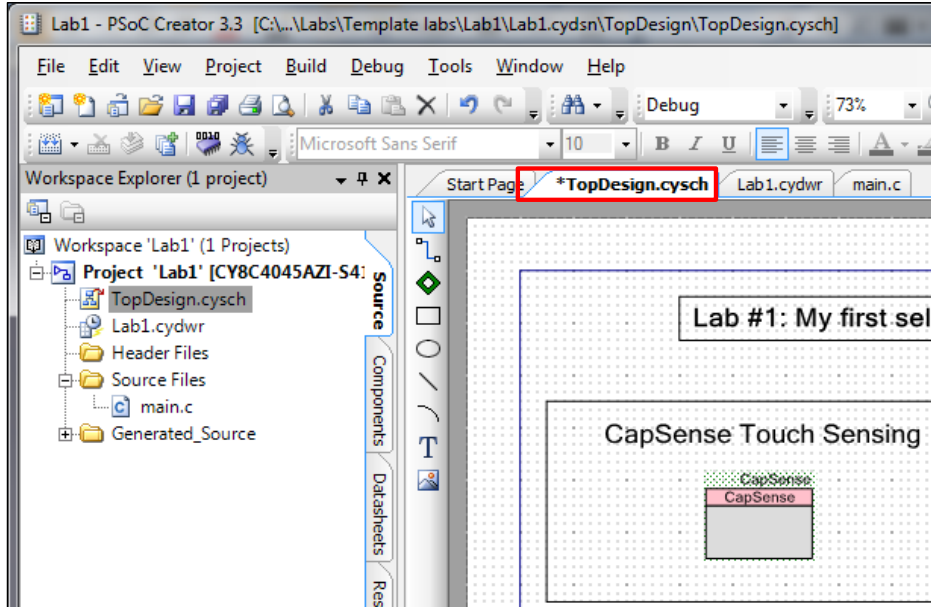 Lab1 - PSoC Creator 3.3 [C:\...\Labs\Template labs\Lab1\Lab1.cydsn\TopDesign\TopDesign.cysch]
File Edit View Project Build Debug Tools Window Help
Debug 73%
Microsoft Sans Serif 10 B I U A
Workspace Explorer (1 project)
Start Page *TopDesign.cysch Lab1.cydwr main.c
Workspace 'Lab1' (1 Projects)
Project 'Lab1' [CY8C4045AZI-S41
TopDesign.cysch
Lab1.cydwr
Header Files
Source Files
main.c
Generated_Source
Source
Components
Datasheets
Res
T
Lab #1: My first sel
CapSense Touch Sensing
CapSense
CapSense